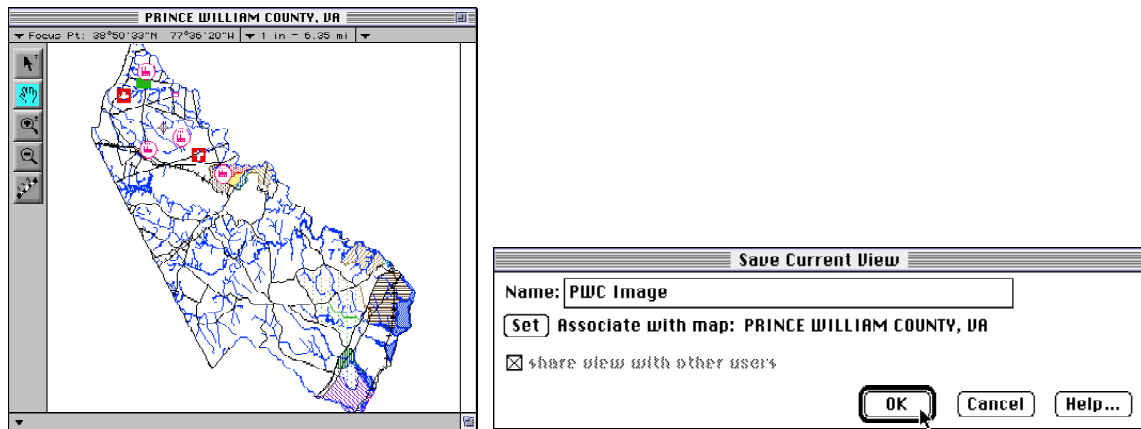 PRINCE WILLIAM COUNTY, VA
Focus Pt: 38°50'33"N 77°36'20"W 1 in = 6.35 mi
Save Current View
Name: PWC Image
Set Associate with map: PRINCE WILLIAM COUNTY, VA
share view with other users
OK Cancel Help...